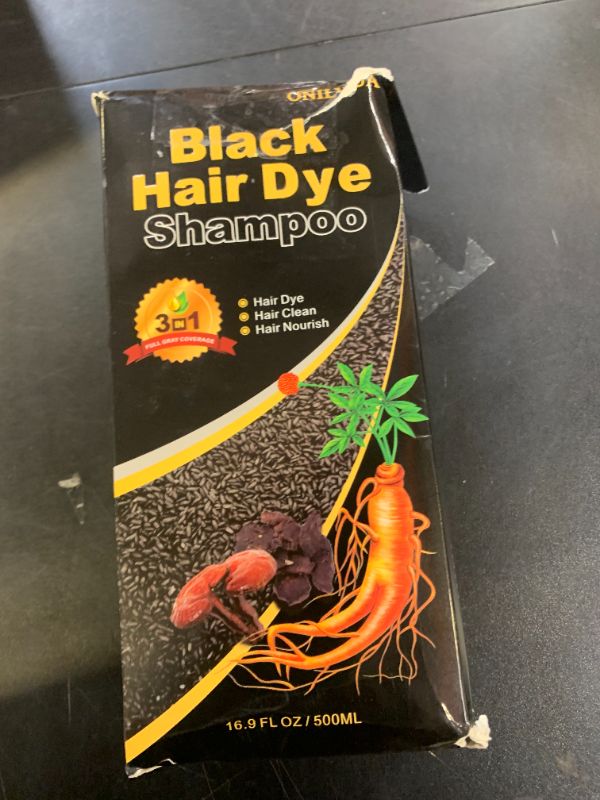 Black
Hair Dye
Shampoo
3 1
FULL GRAY COVERAGE
Hair Dye
Hair Clean
Hair Nourish
16.9 FL OZ / 500ML